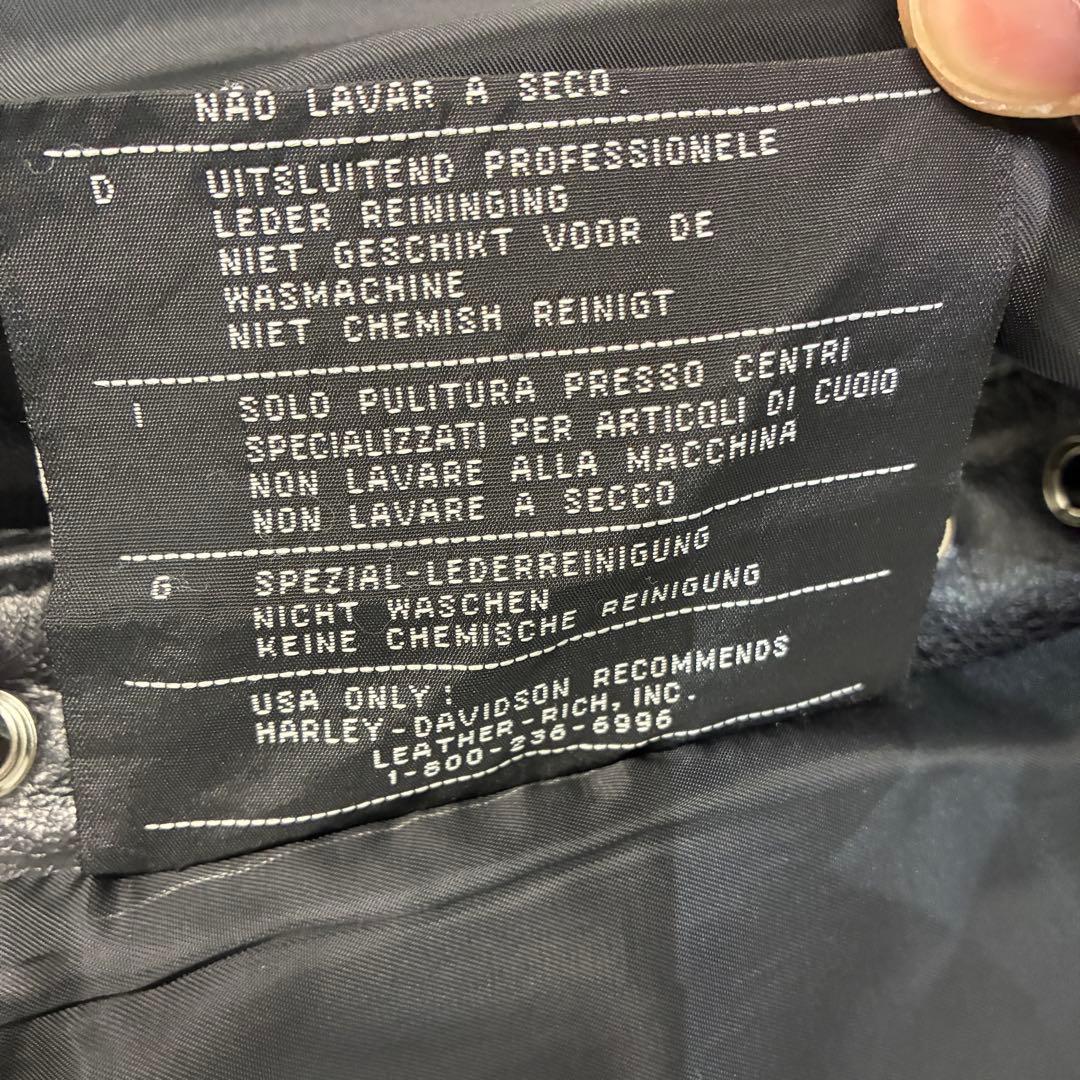 NÃO LAVAR A SECO.
D UITSLUITEND PROFESSIONELE
LEDER REININGING
NIET GESCHIKT VOOR DE
WASMACHINE
NIET CHEMISH REINIGT
I SOLO PULITURA PRESSO CENTRI
SPECIALIZZATI PER ARTICOLI DI CUOIO
NON LAVARE ALLA MACCHINA
NON LAVARE A SECCO
G SPEZIAL-LEDERREINIGUNG
NICHT WASCHEN
KEINE CHEMISCHE REINIGUNG
USA ONLY:
HARLEY-DAVIDSON RECOMMENDS
LEATHER-RICH, INC.
1-800-236-6996